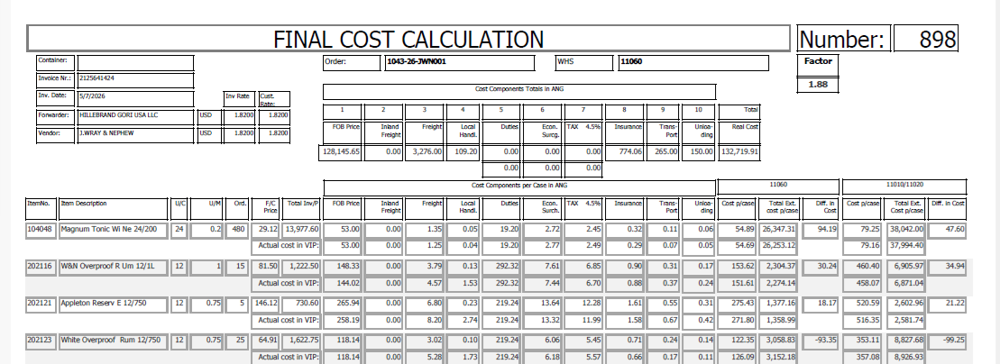 FINAL COST CALCULATION Number: 898
Container: Order: 1043-26-JWN001 WHS 11060 Factor
Invoice Nr.: 2125641424 1.88
Inv. Date: 5/7/2026 Inv Rate Cust. Rate: Cost Components Totals in ANG
Forwarder: HILLEBRAND GORI USA LLC USD 1.8200 1.8200 1 2 3 4 5 6 7 8 9 10 Total
Vendor: J.WRAY & NEPHEW USD 1.8200 1.8200 FOB Price Inland Freight Freight Local Handl. Duties Econ. Surcg. TAX 4.5% Insurance Trans- Port Unloa- ding Real Cost
128,145.65 0.00 3,276.00 109.20 0.00 0.00 0.00 774.06 265.00 150.00 132,719.91
0.00 0.00 0.00
Cost Components per Case in ANG 11060 11010/11020
ItemNo. Item Description U/C U/M Ord. F/C Price Total Inv/P FOB Price Inland Freight Freight Local Handl. Duties Econ. Surch. TAX 4.5% Insurance Trans- Port Unloa- ding Cost p/case Total Ext. cost p/case Diff. in Cost Cost p/case Total Ext. Cost p/case Diff. in Cost
104048 Magnum Tonic Wi Ne 24/200 24 0.2 480 29.12 13,977.60 53.00 0.00 1.35 0.05 19.20 2.72 2.45 0.32 0.11 0.06 54.89 26,347.31 94.19 79.25 38,042.00 47.60
Actual cost in VIP: 53.00 0.00 1.25 0.04 19.20 2.77 2.49 0.29 0.07 0.05 54.69 26,253.12 79.16 37,994.40
202116 W&N Overproof R Um 12/1L 12 1 15 81.50 1,222.50 148.33 0.00 3.79 0.13 292.32 7.61 6.85 0.90 0.31 0.17 153.62 2,304.37 30.24 460.40 6,905.97 34.94
Actual cost in VIP: 144.02 0.00 4.57 1.53 292.32 7.44 6.70 0.88 0.37 0.24 151.61 2,274.14 458.07 6,871.04
202121 Appleton Reserv E 12/750 12 0.75 5 146.12 730.60 265.94 0.00 6.80 0.23 219.24 13.64 12.28 1.61 0.55 0.31 275.43 1,377.16 18.17 520.59 2,602.96 21.22
Actual cost in VIP: 258.19 0.00 8.20 2.74 219.24 13.32 11.99 1.58 0.67 0.42 271.80 1,358.99 516.35 2,581.74
202123 White Overproof Rum 12/750 12 0.75 25 64.91 1,622.75 118.14 0.00 3.02 0.10 219.24 6.06 5.45 0.71 0.24 0.14 122.35 3,058.83 -93.35 353.11 8,827.68 -99.25
Actual cost in VIP: 118.14 0.00 5.28 1.73 219.24 6.18 5.57 0.66 0.17 0.11 126.09 3,152.18 357.08 8,926.93